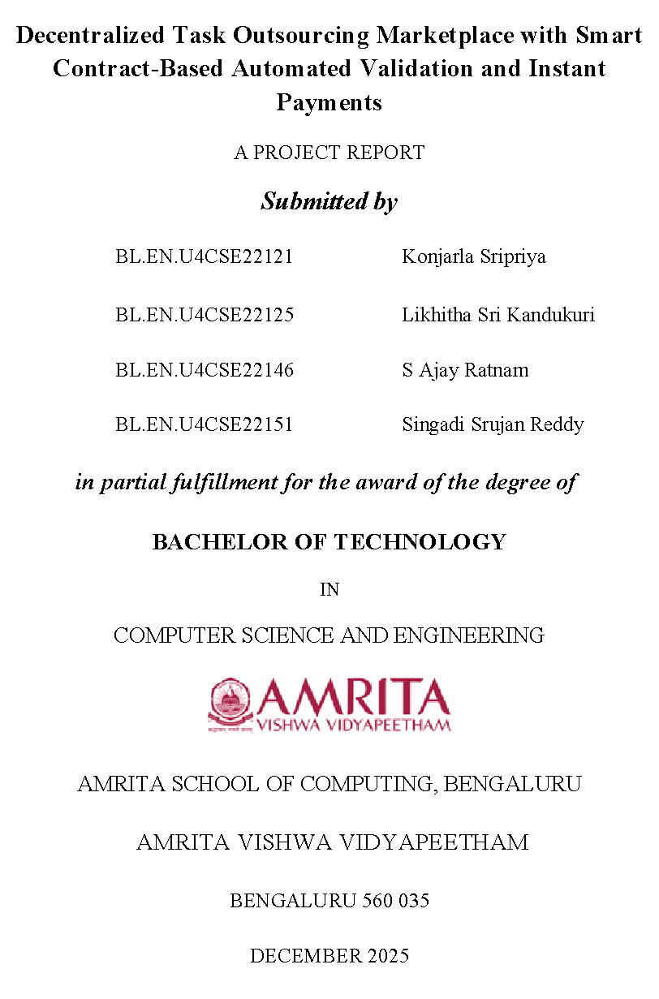 Decentralized Task Outsourcing Marketplace with Smart
Contract-Based Automated Validation and Instant
Payments
A PROJECT REPORT
Submitted by
BL.EN.U4CSE22121 Konjarla Sripriya
BL.EN.U4CSE22125 Likhitha Sri Kandukuri
BL.EN.U4CSE22146 S Ajay Ratnam
BL.EN.U4CSE22151 Singadi Srujan Reddy
in partial fulfillment for the award of the degree of
BACHELOR OF TECHNOLOGY
IN
COMPUTER SCIENCE AND ENGINEERING
AMRITA
VISHWA VIDYAPEETHAM
AMRITA SCHOOL OF COMPUTING, BENGALURU
AMRITA VISHWA VIDYAPEETHAM
BENGALURU 560 035
DECEMBER 2025